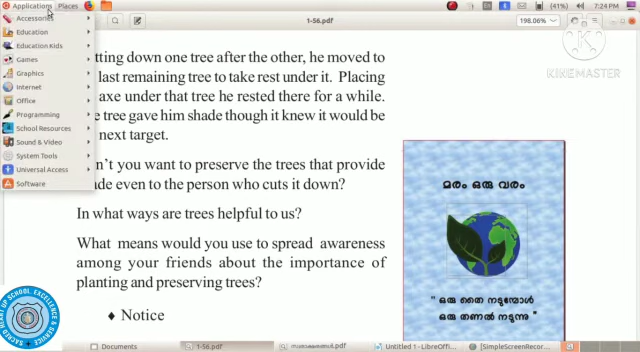 Applications Places
1-56.pdf
(41%) 7:24 PM
198.06%
Accessories
Education
Education Kids
Games
Graphics
Internet
Office
Programming
School Resources
Sound & Video
System Tools
Universal Access
Software
KINEMASTER
tting down one tree after the other, he moved to
last remaining tree to take rest under it. Placing
axe under that tree he rested there for a while.
e tree gave him shade though it knew it would be
next target.
n't you want to preserve the trees that provide
ade even to the person who cuts it down?
In what ways are trees helpful to us?
What means would you use to spread awareness
among your friends about the importance of
planting and preserving trees?
♦ Notice
മരം ഒരു വരം
" ഒരു തൈ നടുമ്പോൾ
ഒരു തണൽ നടുന്നു "
SACRED HEART UP SCHOOL, EXCELLENCE & SERVICE
Documents
1-56.pdf
Untitled 1 - LibreOffi...
[SimpleScreenRecor...